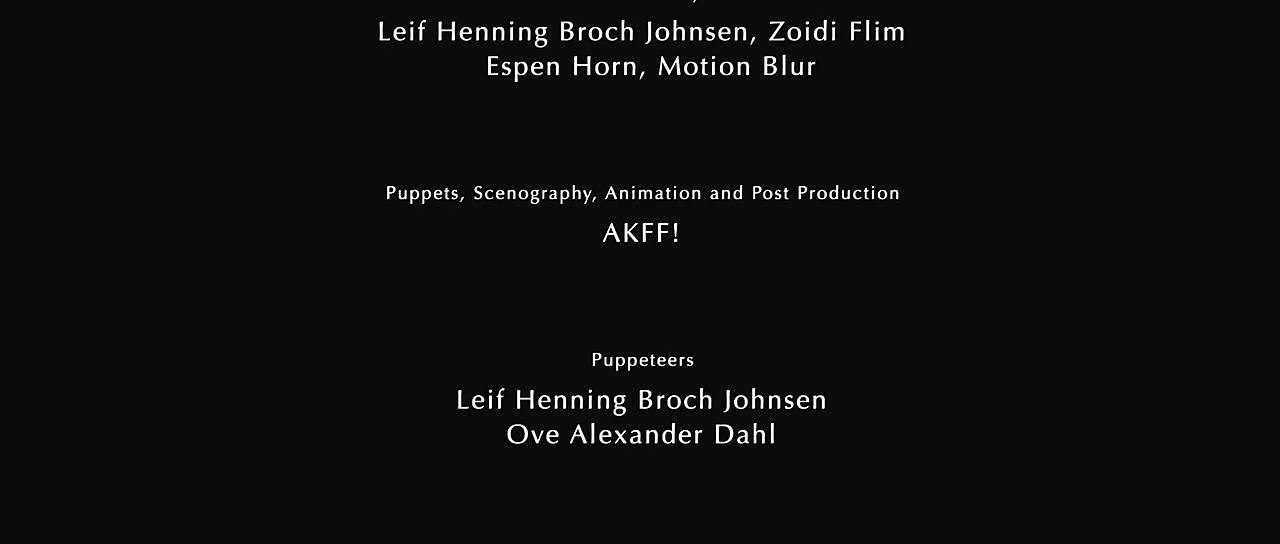 Leif Henning Broch Johnsen, Zoidi Flim
Espen Horn, Motion Blur
Puppets, Scenography, Animation and Post Production
AKFF!
Puppeteers
Leif Henning Broch Johnsen
Ove Alexander Dahl